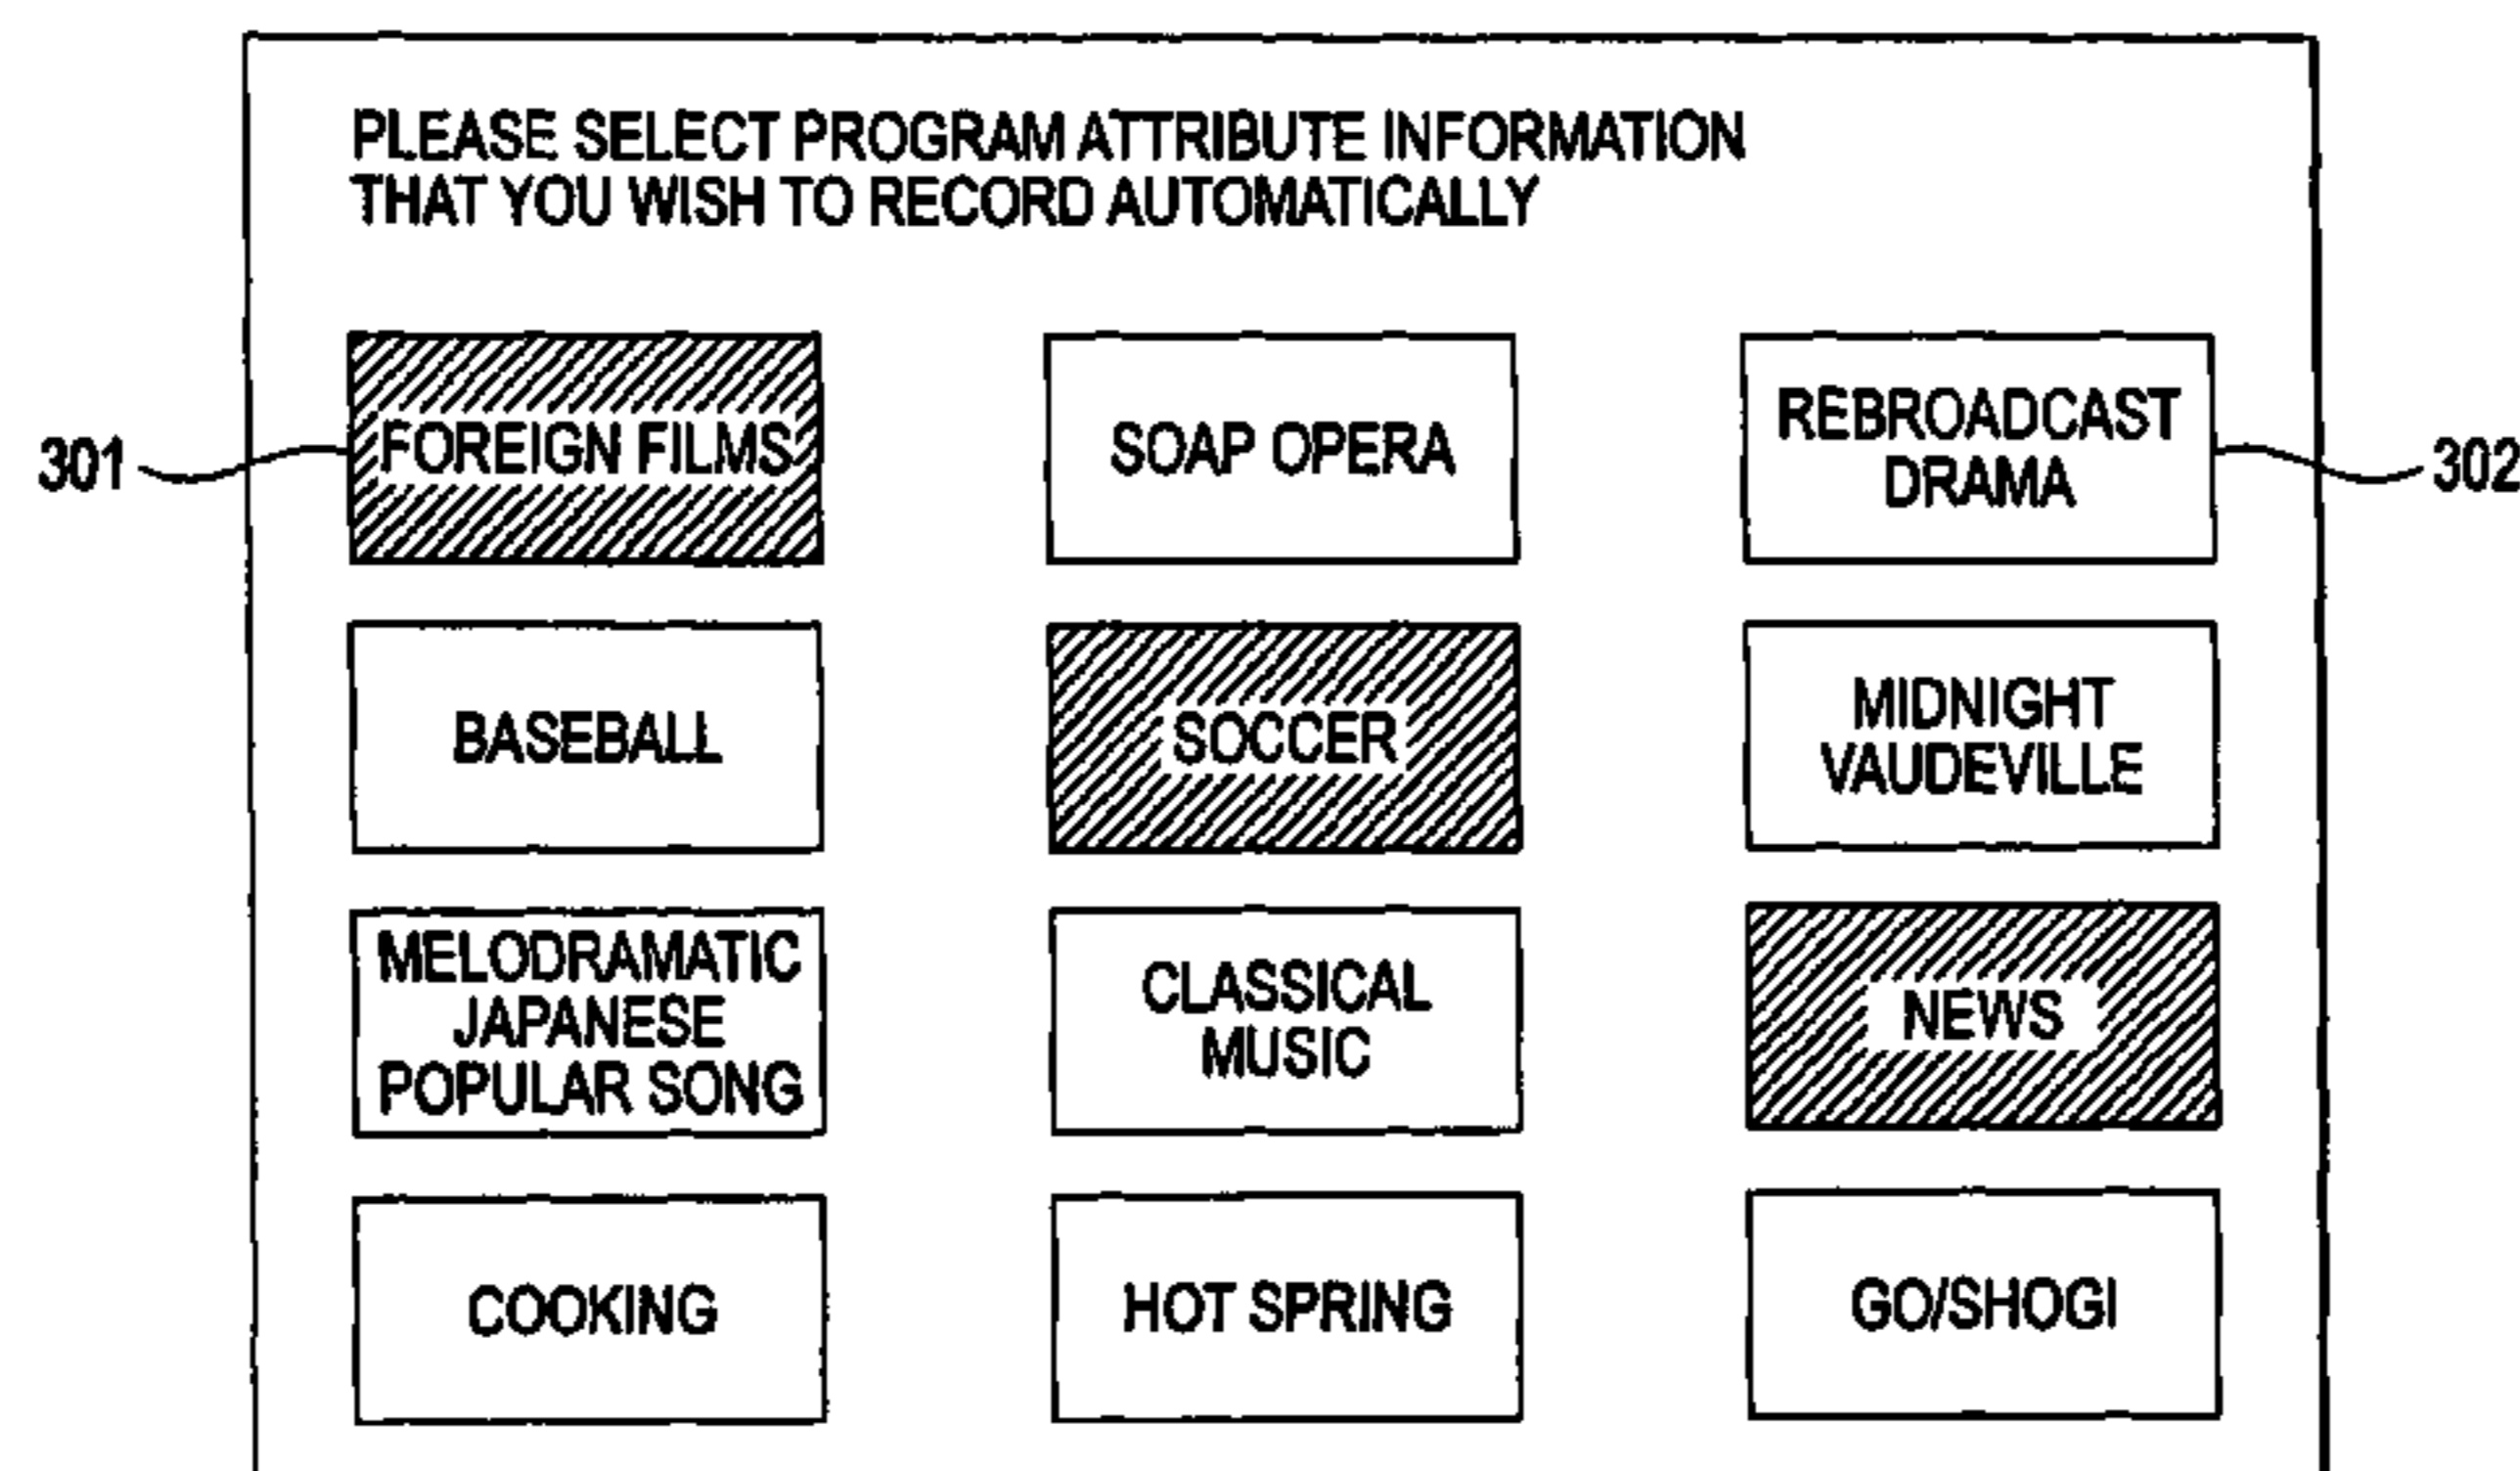 PLEASE SELECT PROGRAM ATTRIBUTE INFORMATION
THAT YOU WISH TO RECORD AUTOMATICALLY
301
FOREIGN FILMS
SOAP OPERA
REBROADCAST
DRAMA
302
BASEBALL
SOCCER
MIDNIGHT
VAUDEVILLE
MELODRAMATIC
JAPANESE
POPULAR SONG
CLASSICAL
MUSIC
NEWS
COOKING
HOT SPRING
GO/SHOGI